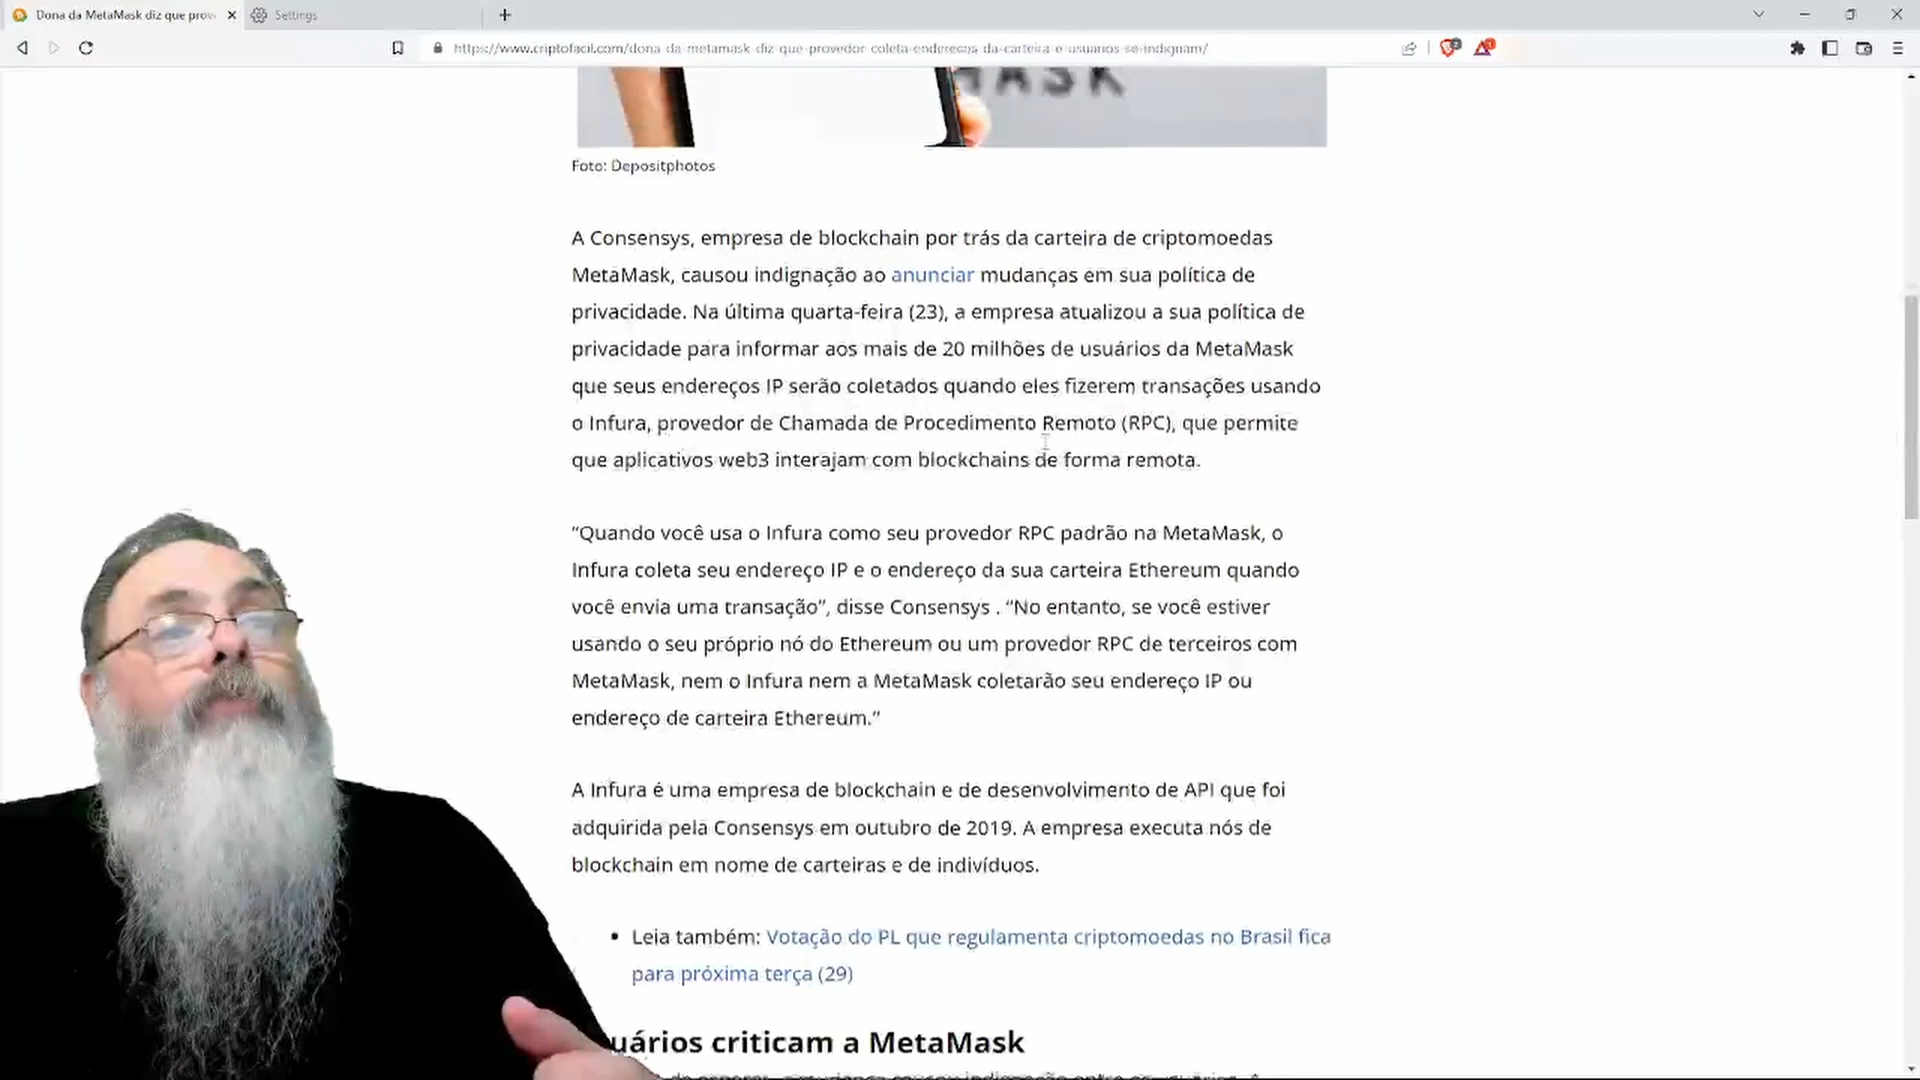 Dona da MetaMask diz que prov
Settings
https://www.criptofacil.com/dona-da-metamask-diz-que-provedor-coleta-enderecos-da-carteira-e-usuarios-se-indignam/
MASK
Foto: Depositphotos
A Consensys, empresa de blockchain por trás da carteira de criptomoedas
MetaMask, causou indignação ao anunciar mudanças em sua política de
privacidade. Na última quarta-feira (23), a empresa atualizou a sua política de
privacidade para informar aos mais de 20 milhões de usuários da MetaMask
que seus endereços IP serão coletados quando eles fizerem transações usando
o Infura, provedor de Chamada de Procedimento Remoto (RPC), que permite
que aplicativos web3 interajam com blockchains de forma remota.
“Quando você usa o Infura como seu provedor RPC padrão na MetaMask, o
Infura coleta seu endereço IP e o endereço da sua carteira Ethereum quando
você envia uma transação”, disse Consensys . “No entanto, se você estiver
usando o seu próprio nó do Ethereum ou um provedor RPC de terceiros com
MetaMask, nem o Infura nem a MetaMask coletarão seu endereço IP ou
endereço de carteira Ethereum.”
A Infura é uma empresa de blockchain e de desenvolvimento de API que foi
adquirida pela Consensys em outubro de 2019. A empresa executa nós de
blockchain em nome de carteiras e de indivíduos.
• Leia também: Votação do PL que regulamenta criptomoedas no Brasil fica
para próxima terça (29)
uários criticam a MetaMask